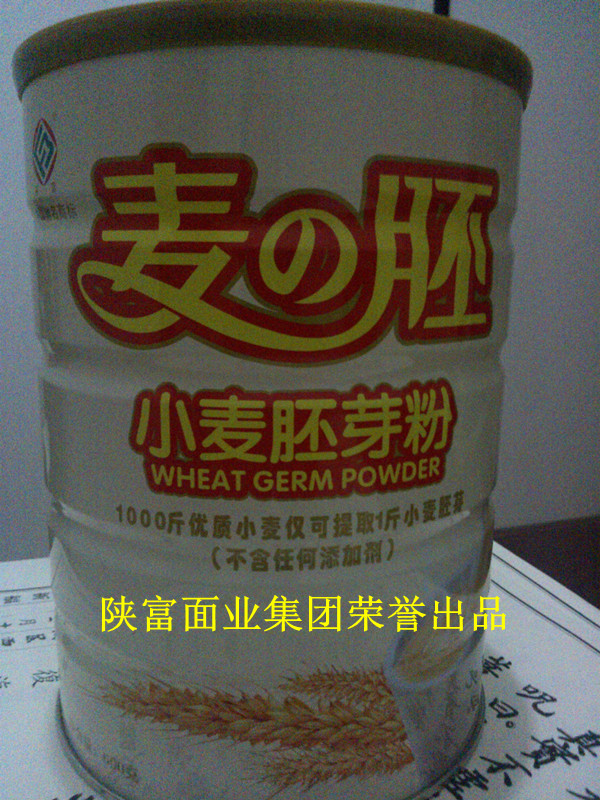 麦の胚
小麦胚芽粉
WHEAT GERM POWDER
1000斤优质小麦仅可提取1斤小麦胚芽
（不含任何添加剂）
陕富面业集团荣誉出品